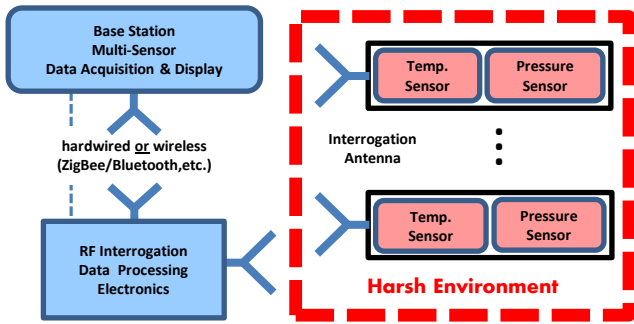 Base Station
Multi-Sensor
Data Acquisition & Display
hardwired or wireless
(ZigBee/Bluetooth,etc.)
RF Interrogation
Data Processing
Electronics
Temp.
Sensor
Pressure
Sensor
Interrogation
Antenna
Temp.
Sensor
Pressure
Sensor
Harsh Environment